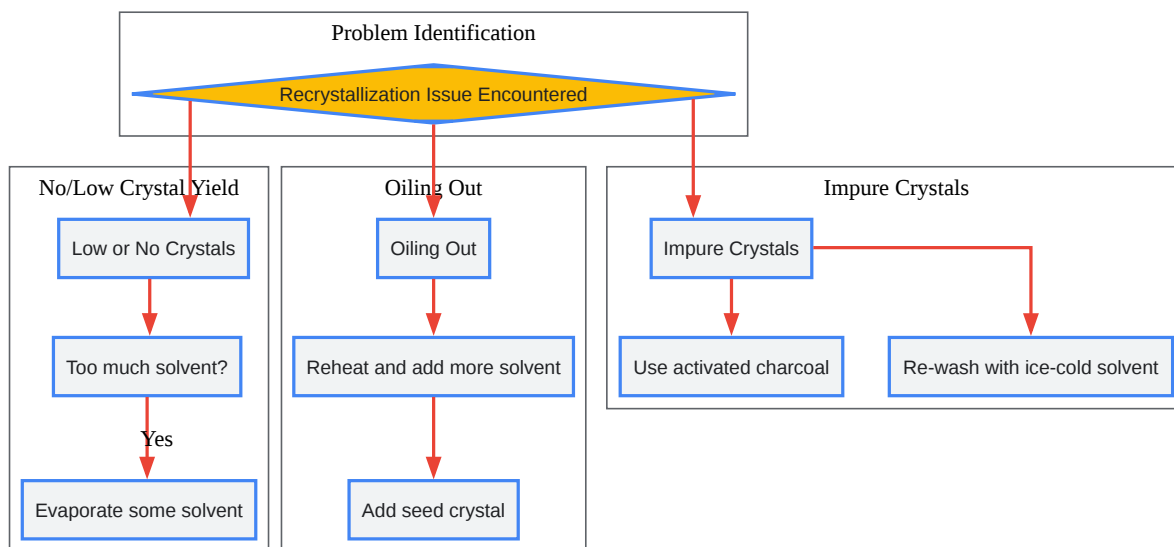 Problem Identification
Recrystallization Issue Encountered
No/Low Crystal Yield
Low or No Crystals
Too much solvent?
Yes
Evaporate some solvent
Oiling Out
Oiling Out
Reheat and add more solvent
Add seed crystal
Impure Crystals
Impure Crystals
Use activated charcoal
Re-wash with ice-cold solvent